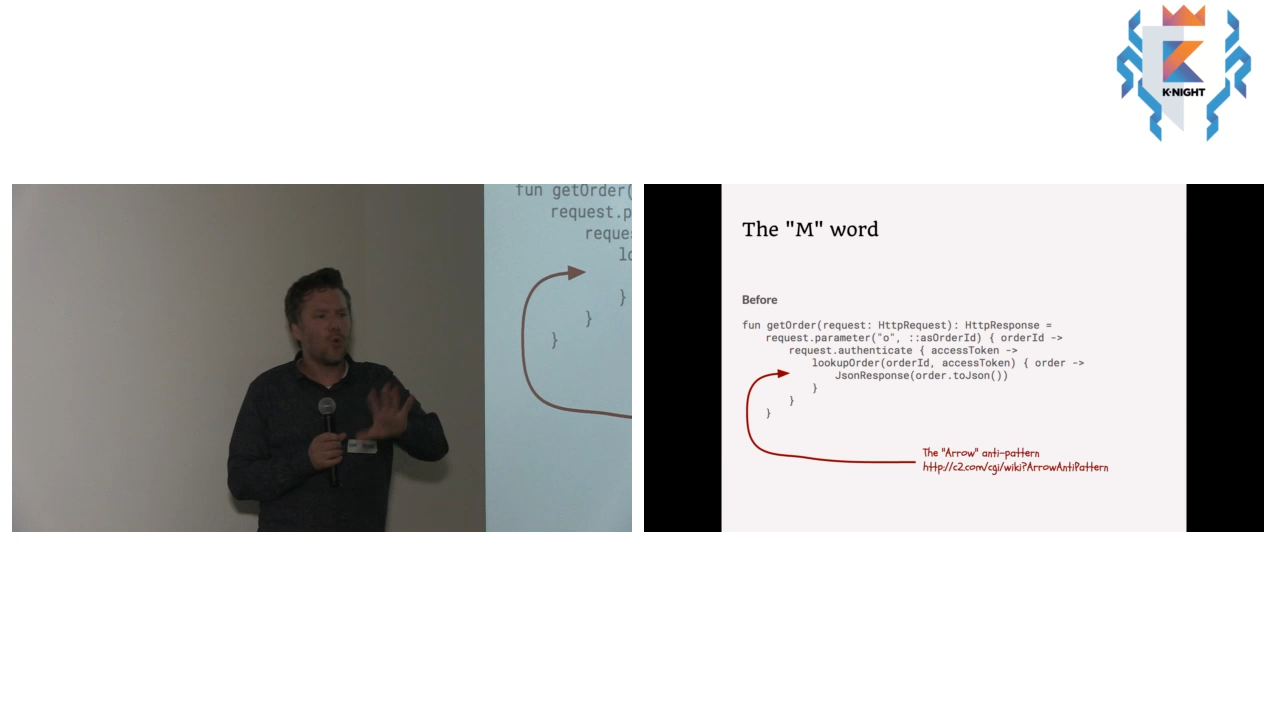 K·NIGHT
fun getOrder(
request.p
reque
lo
}
}
}
The "M" word
Before
fun getOrder(request: HttpRequest): HttpResponse =
request.parameter("o", ::asOrderId) { orderId ->
request.authenticate { accessToken ->
lookupOrder(orderId, accessToken) { order ->
JsonResponse(order.toJson())
}
}
}
The "Arrow" anti-pattern
http://c2.com/cgi/wiki?ArrowAntiPattern